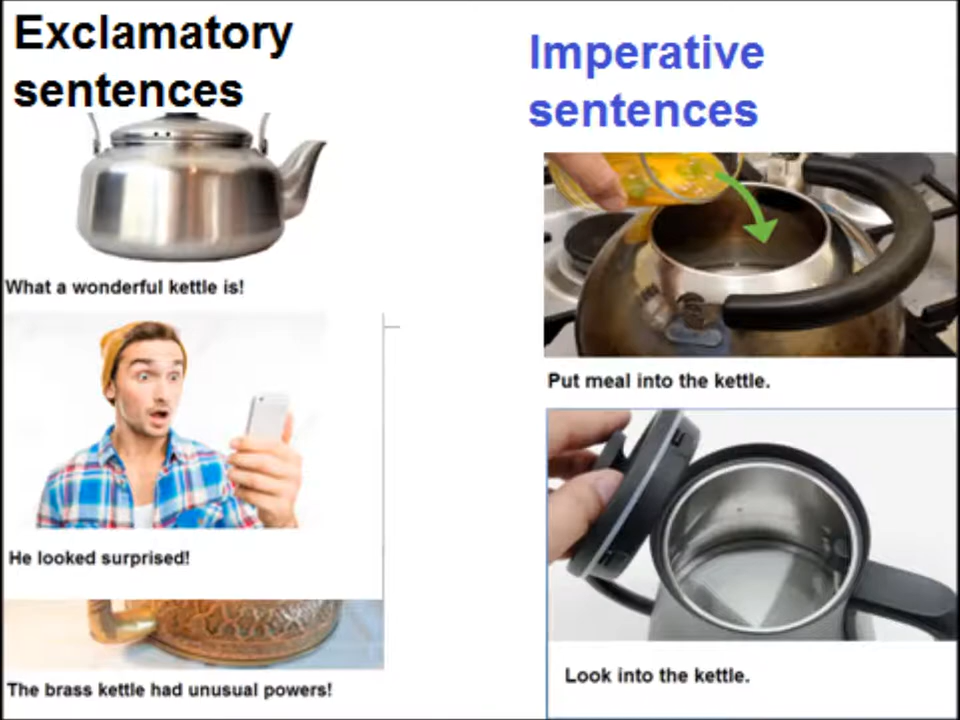 Exclamatory
sentences
What a wonderful kettle is!
He looked surprised!
The brass kettle had unusual powers!
Imperative
sentences
Put meal into the kettle.
Look into the kettle.